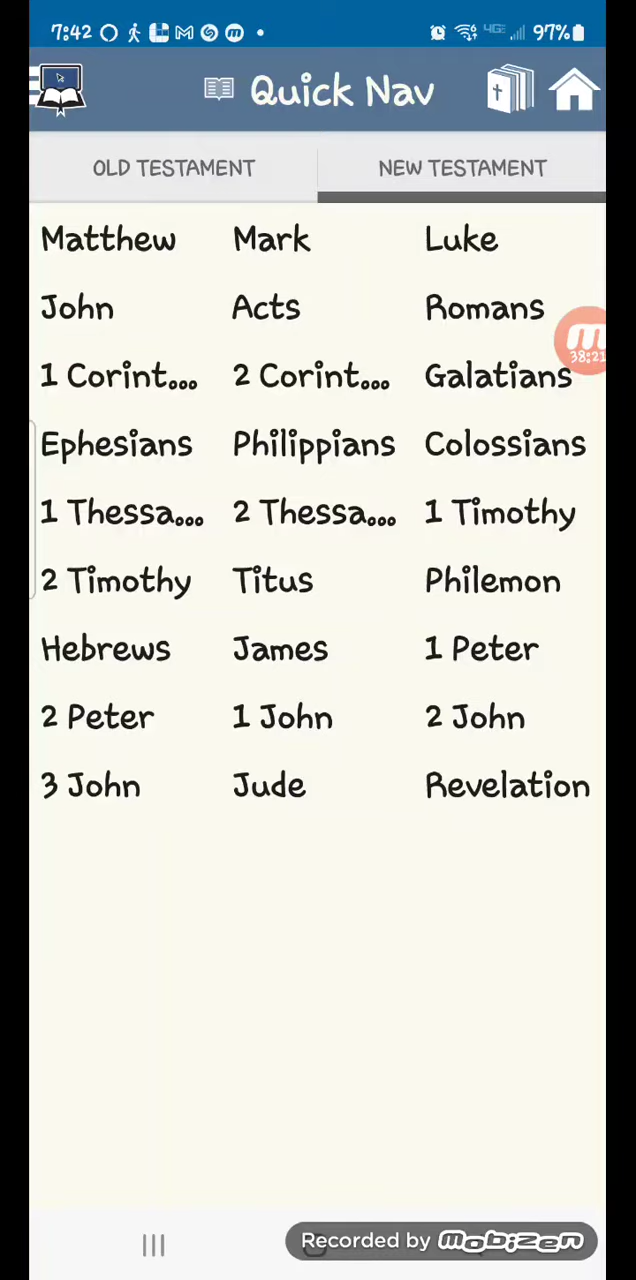 7:42 97%
Quick Nav
OLD TESTAMENT NEW TESTAMENT
Matthew Mark Luke
John Acts Romans
38:21
1 Corint... 2 Corint... Galatians
Ephesians Philippians Colossians
1 Thessa... 2 Thessa... 1 Timothy
2 Timothy Titus Philemon
Hebrews James 1 Peter
2 Peter 1 John 2 John
3 John Jude Revelation
Recorded by mobizen